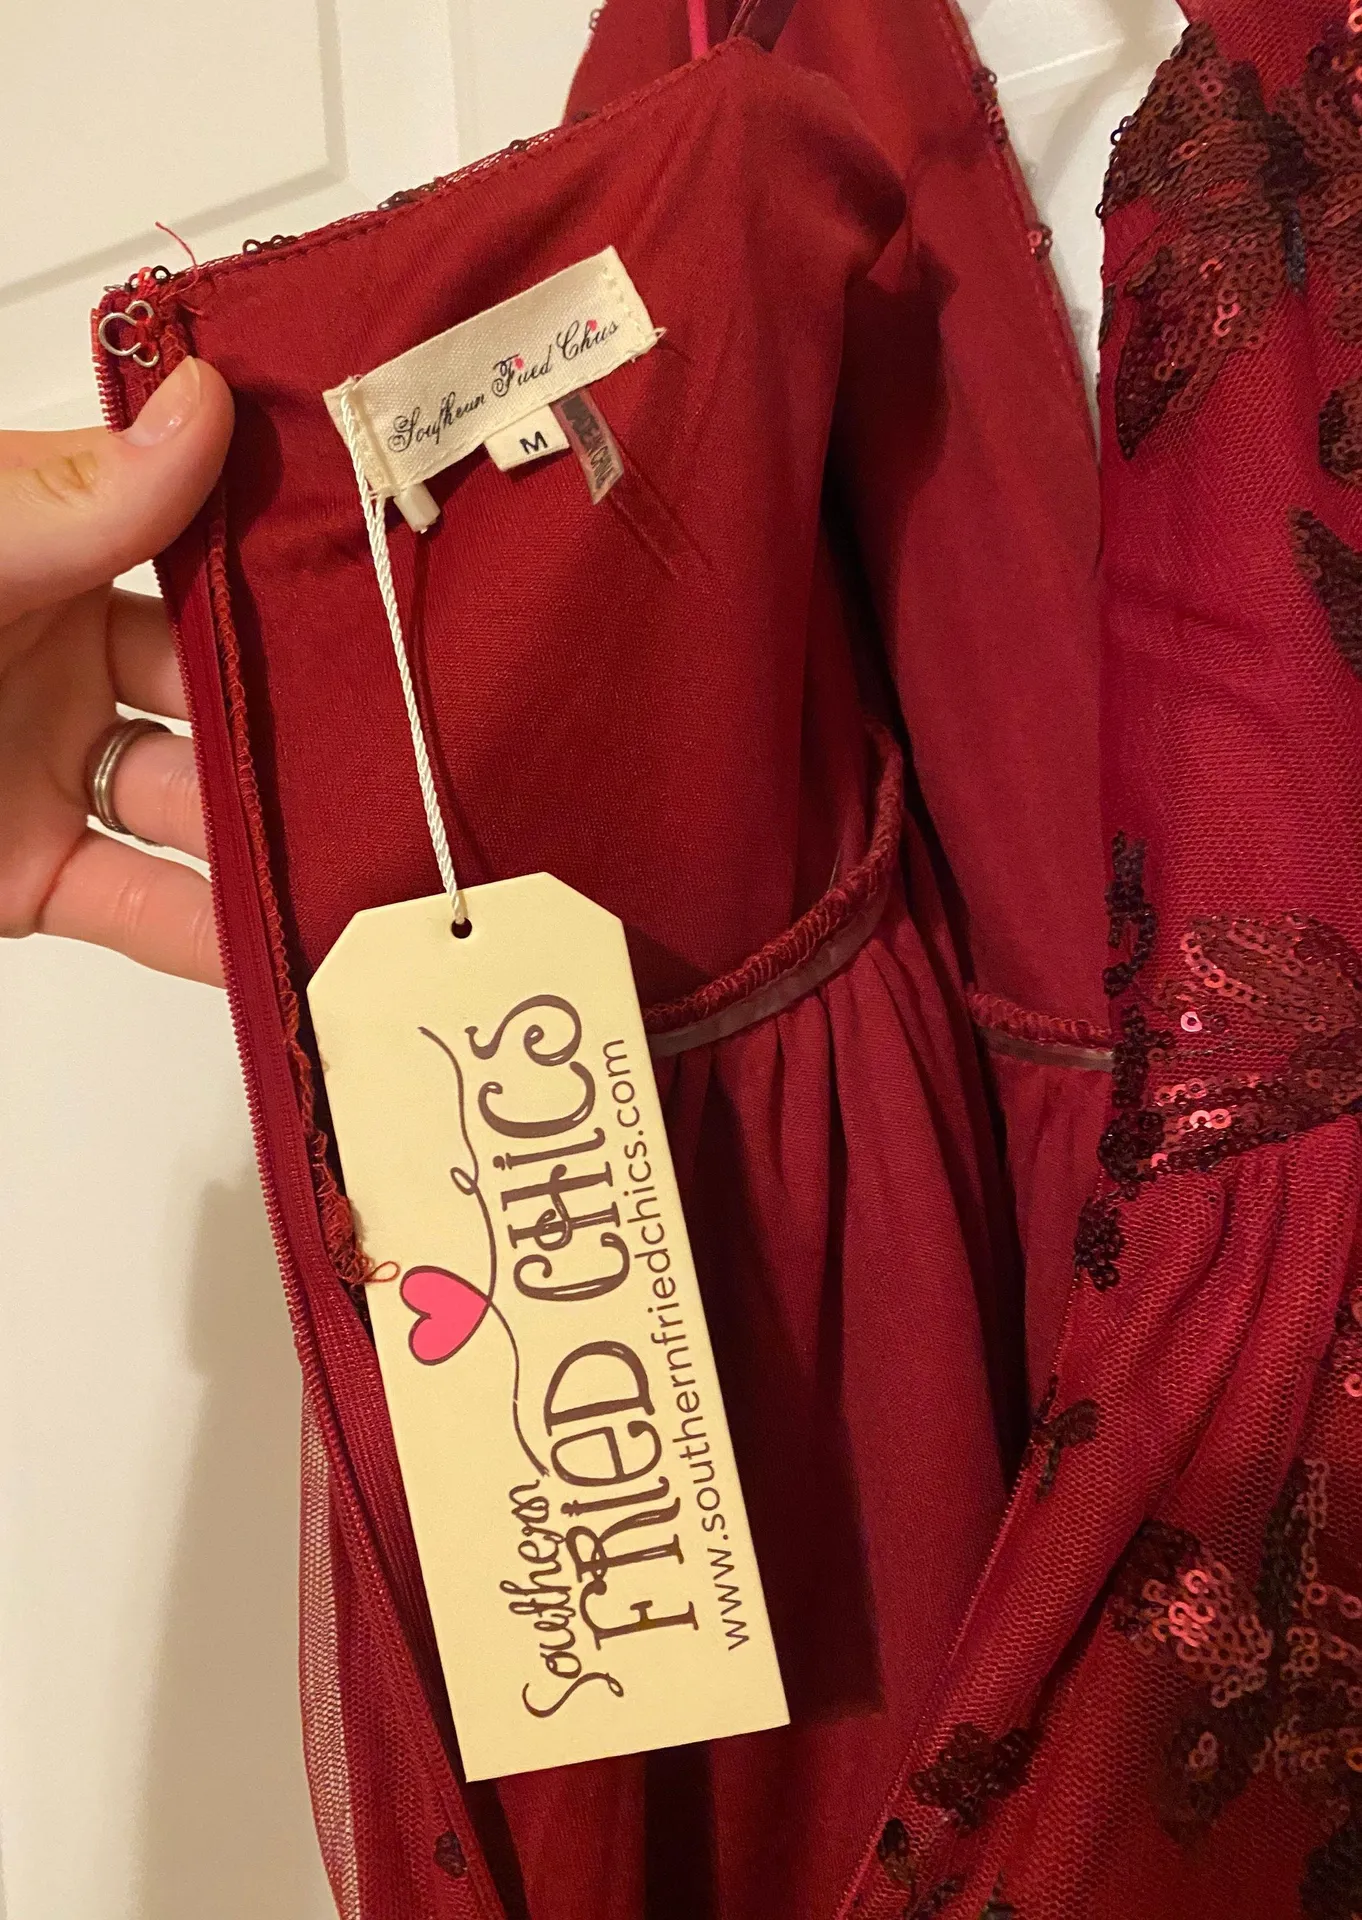 Southern Fried Chics
M
Southern
FRIED CHICS
www.southernfriedchics.com